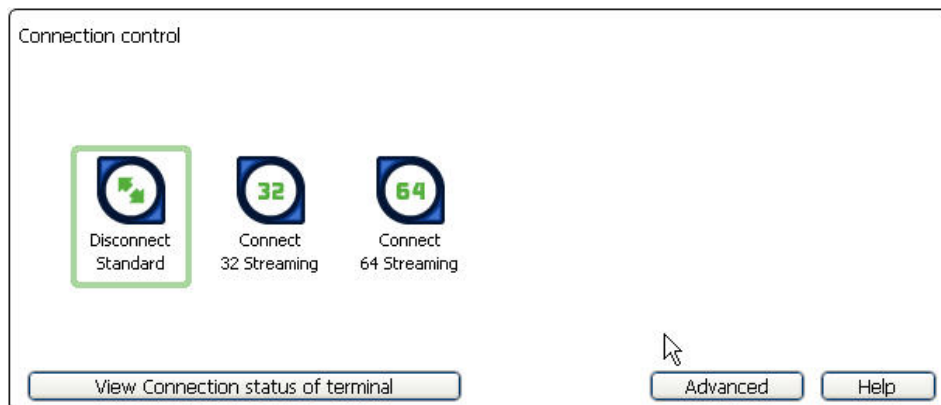 Connection control
32
64
Disconnect
Standard
Connect
32 Streaming
Connect
64 Streaming
View Connection status of terminal
Advanced
Help